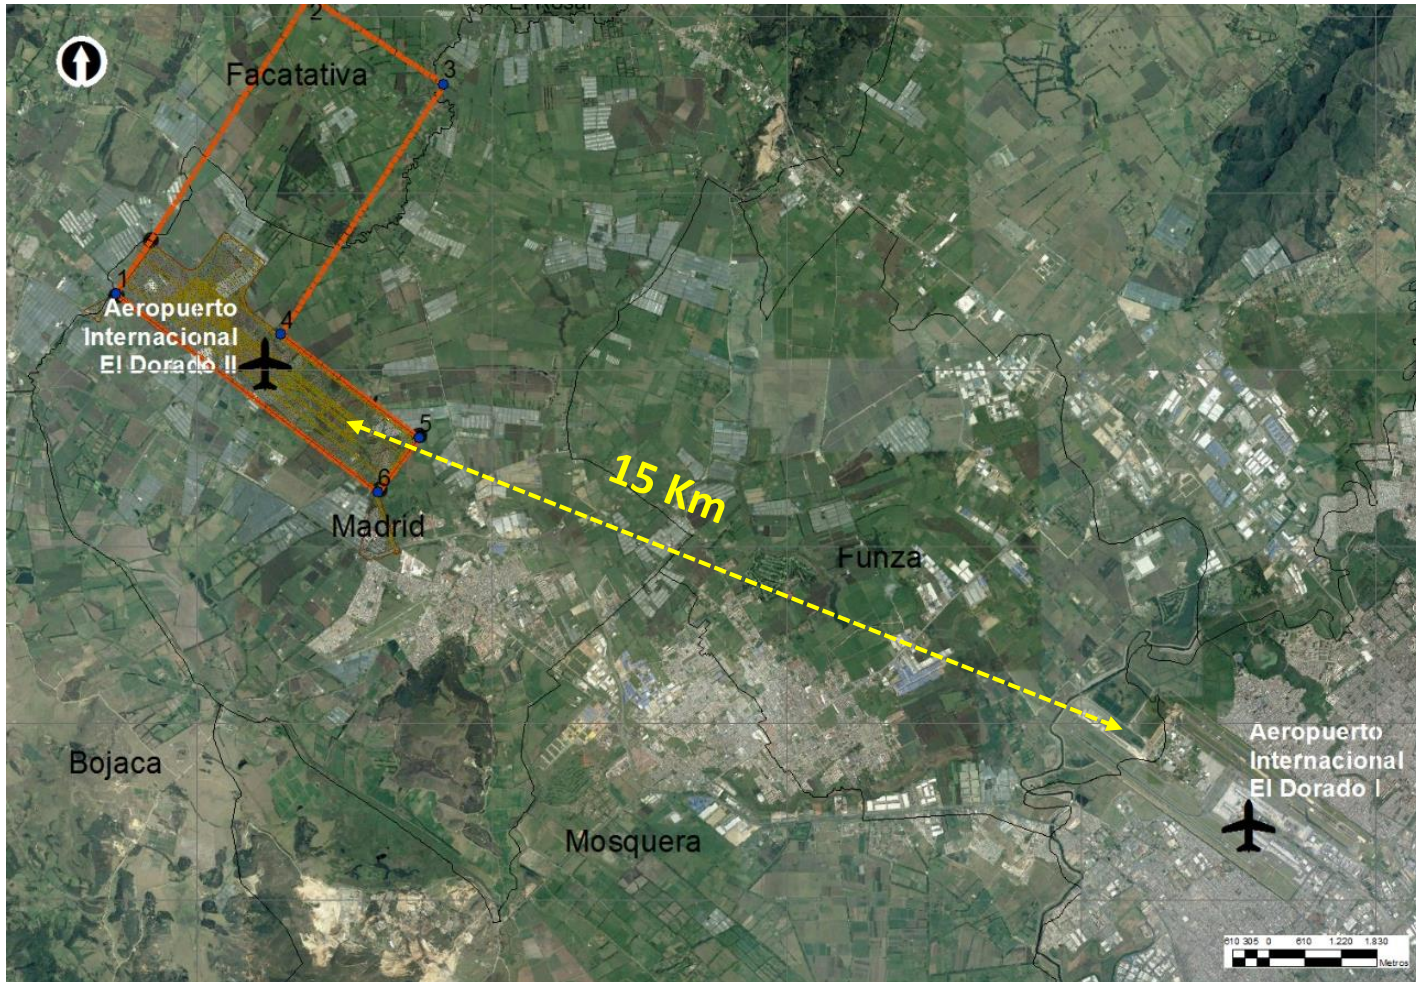 2
Facatativa
3
1
Aeropuerto
Internacional
El Dorado II
4
5
6
15 Km
Madrid
Funza
Bojaca
Mosquera
Aeropuerto
Internacional
El Dorado I
610 305 0 610 1.220 1.830
Metros